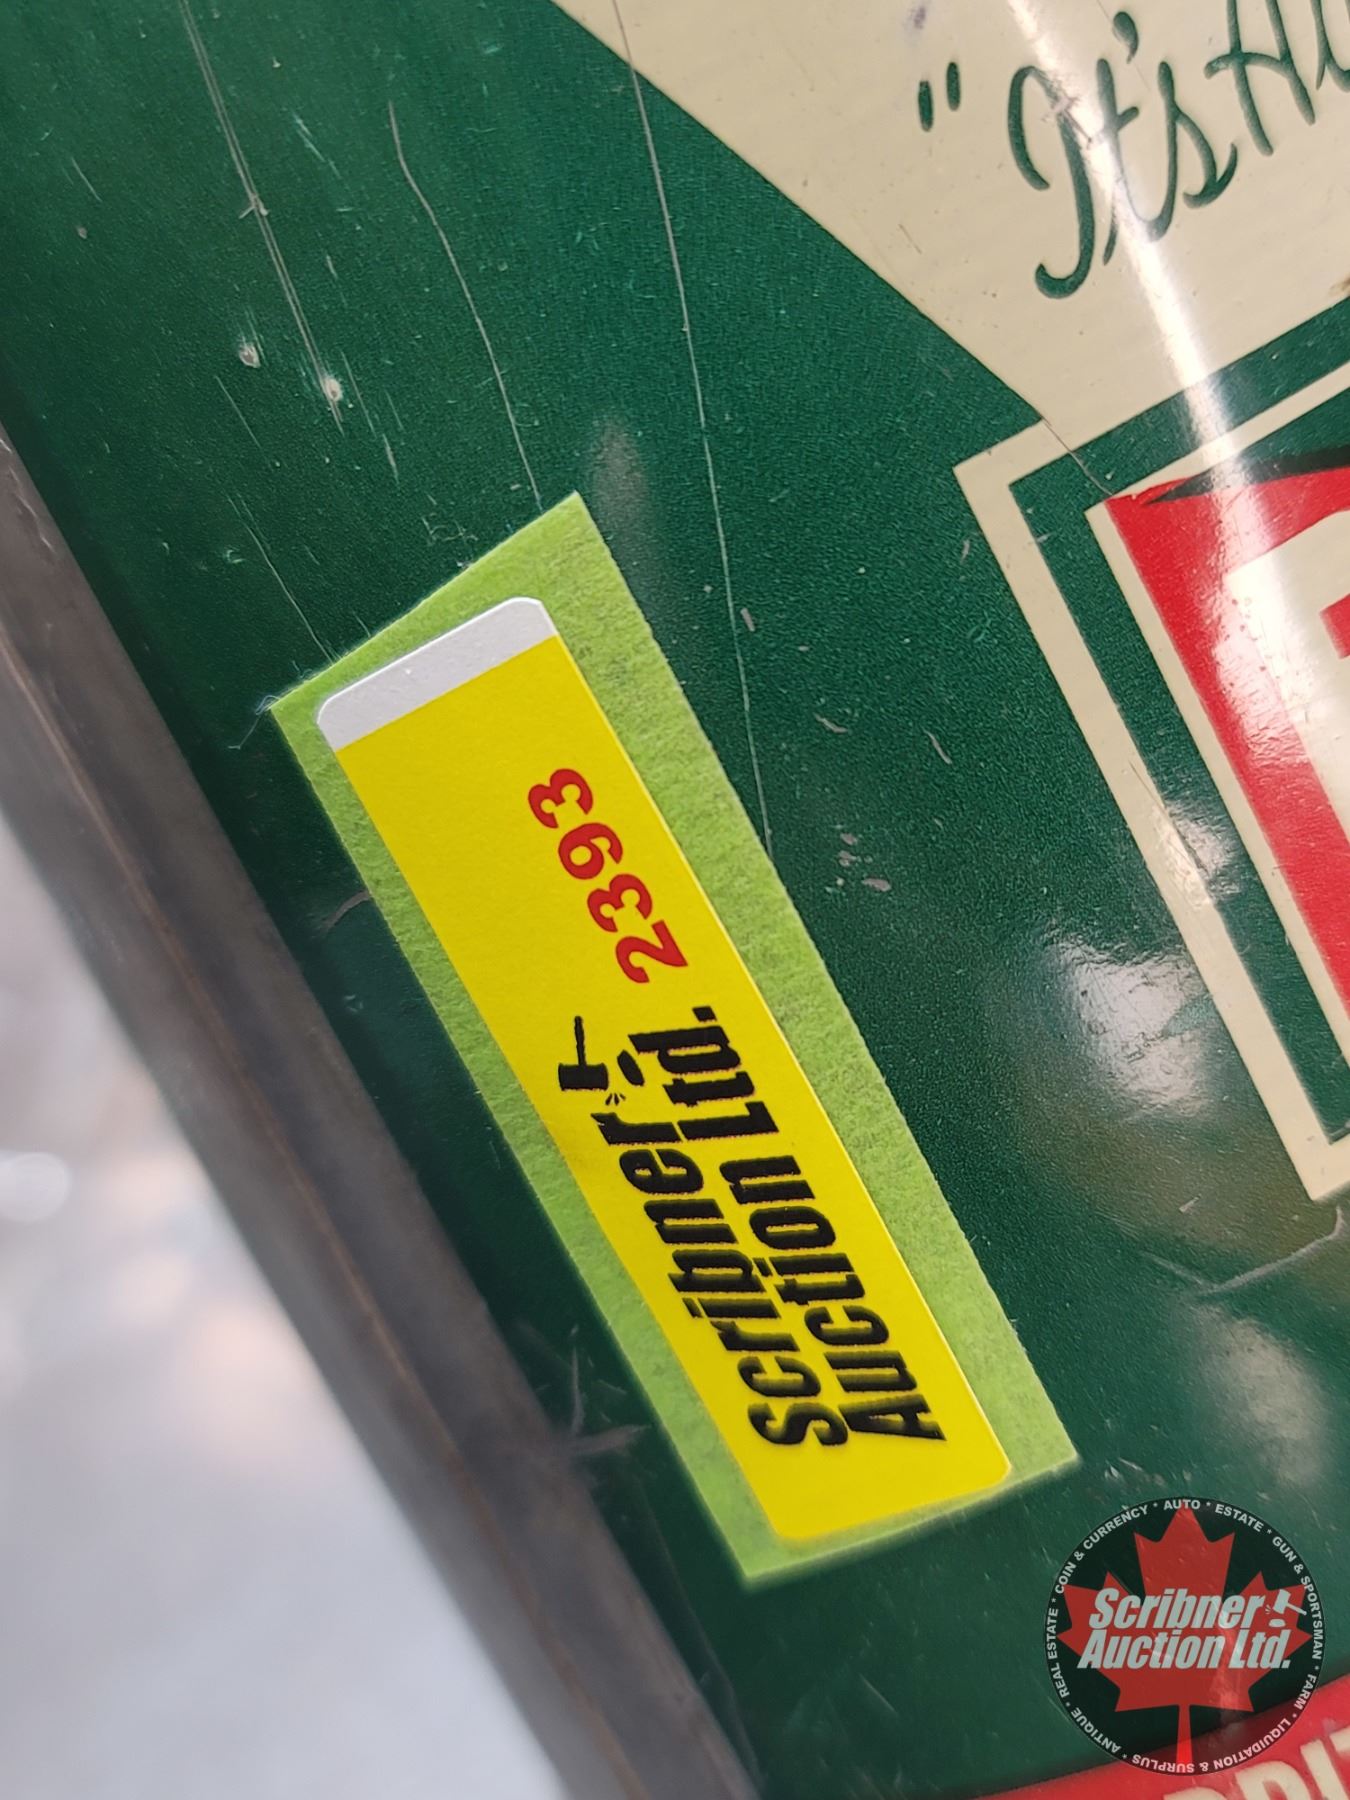 "It's
Scribner
Auction Ltd. 2393
COIN & CURRENCY * AUTO * ESTATE * GUN & SPORTSMAN * FARM * LIQUIDATION & SURPLUS * ANTIQUE * REAL ESTATE *
Scribner
Auction Ltd.